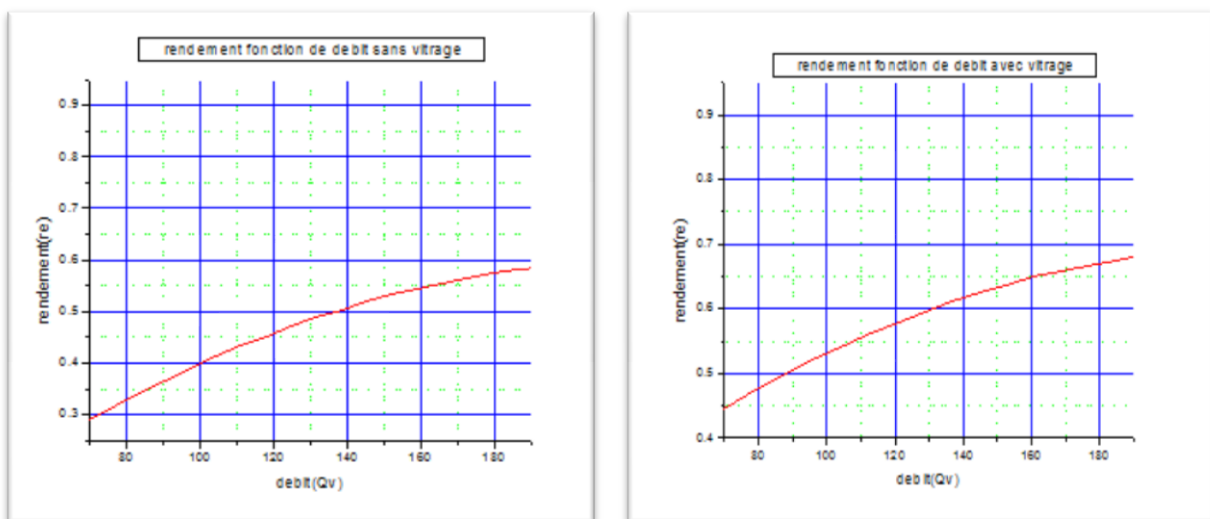 rendement fonction de debit sans vitrage
0.9
0.8
0.7
0.6
0.5
0.4
0.3
rendement(re)
80 100 120 140 160 180
debit(Qv)
rendement fonction de debit avec vitrage
0.9
0.8
0.7
0.6
0.5
0.4
rendement(re)
80 100 120 140 160 180
debit(Qv)